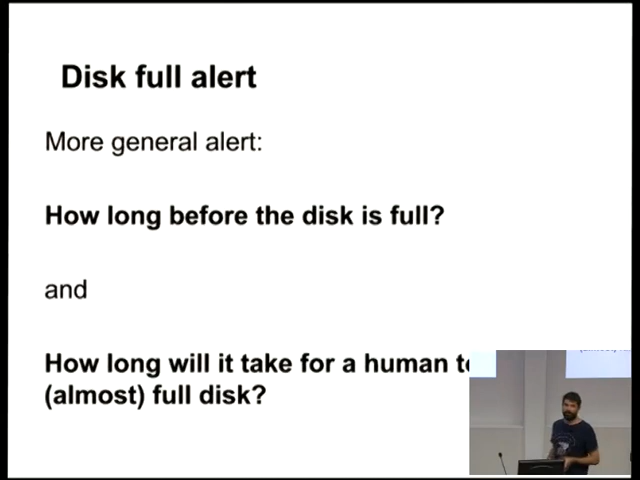 Disk full alert
More general alert:
How long before the disk is full?
and
How long will it take for a human
(almost) full disk?